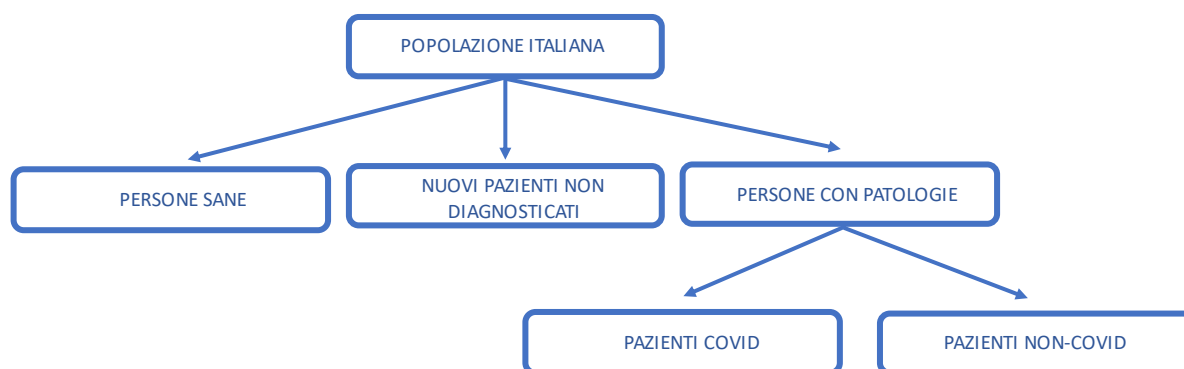 POPOLAZIONE ITALIANA
PERSONE SANE
NUOVI PAZIENTI NON
DIAGNOSTICATI
PERSONE CON PATOLOGIE
PAZIENTI COVID
PAZIENTI NON-COVID